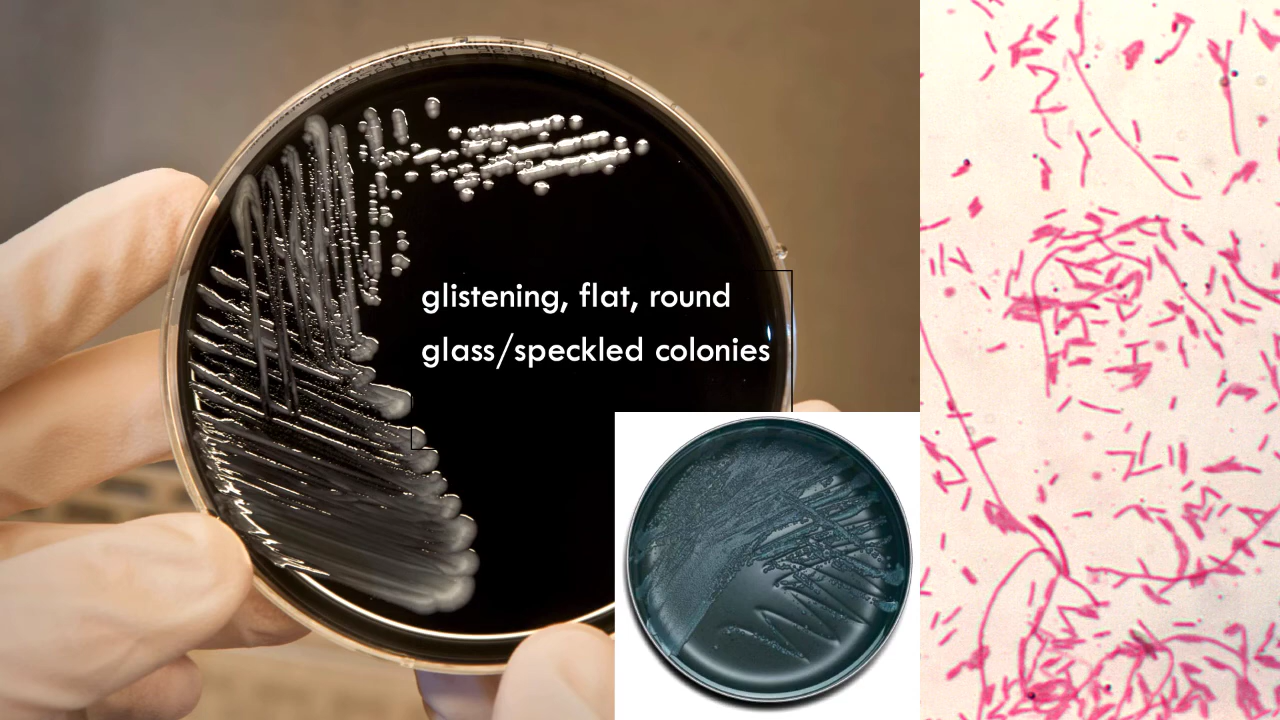 glistening, flat, round
glass/speckled colonies